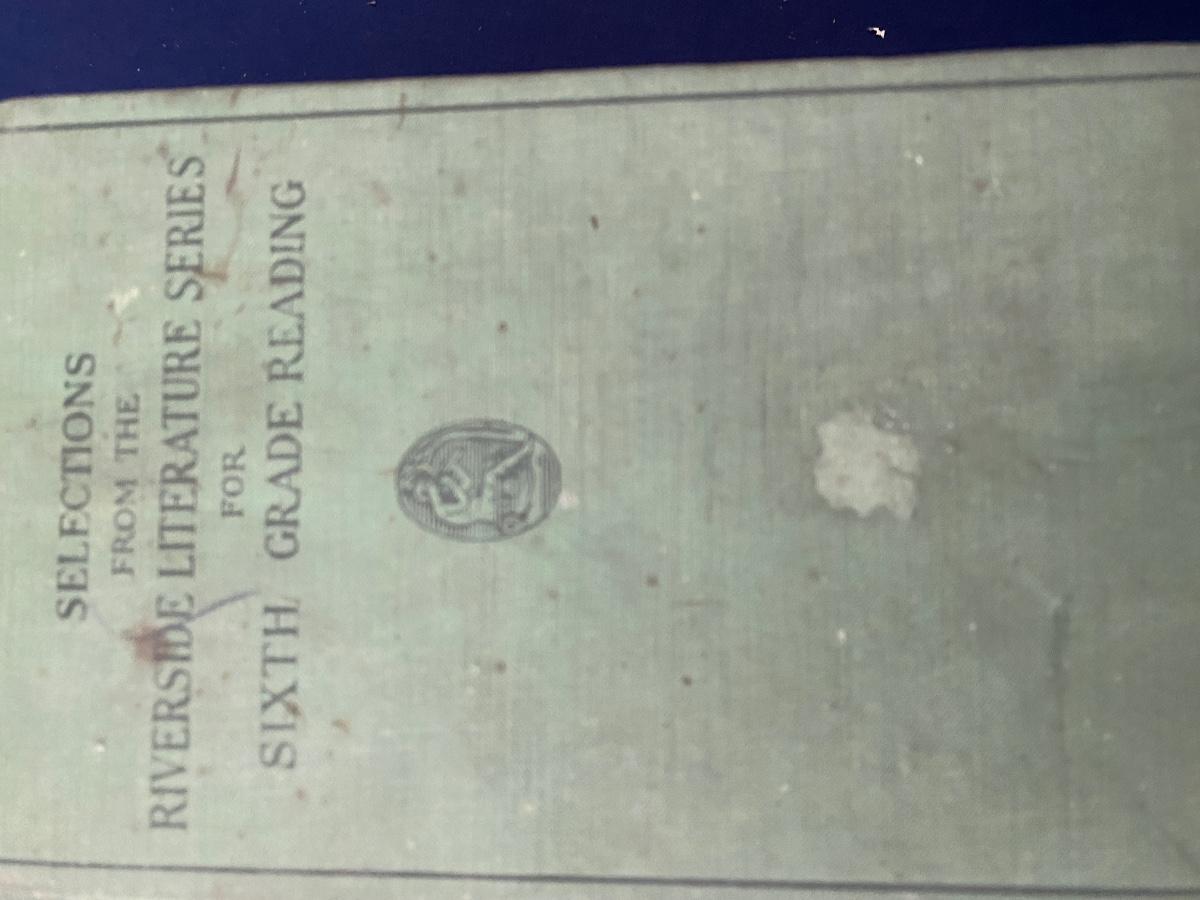 SELECTIONS
FROM THE
RIVERSIDE LITERATURE SERIES
FOR
SIXTH GRADE READING